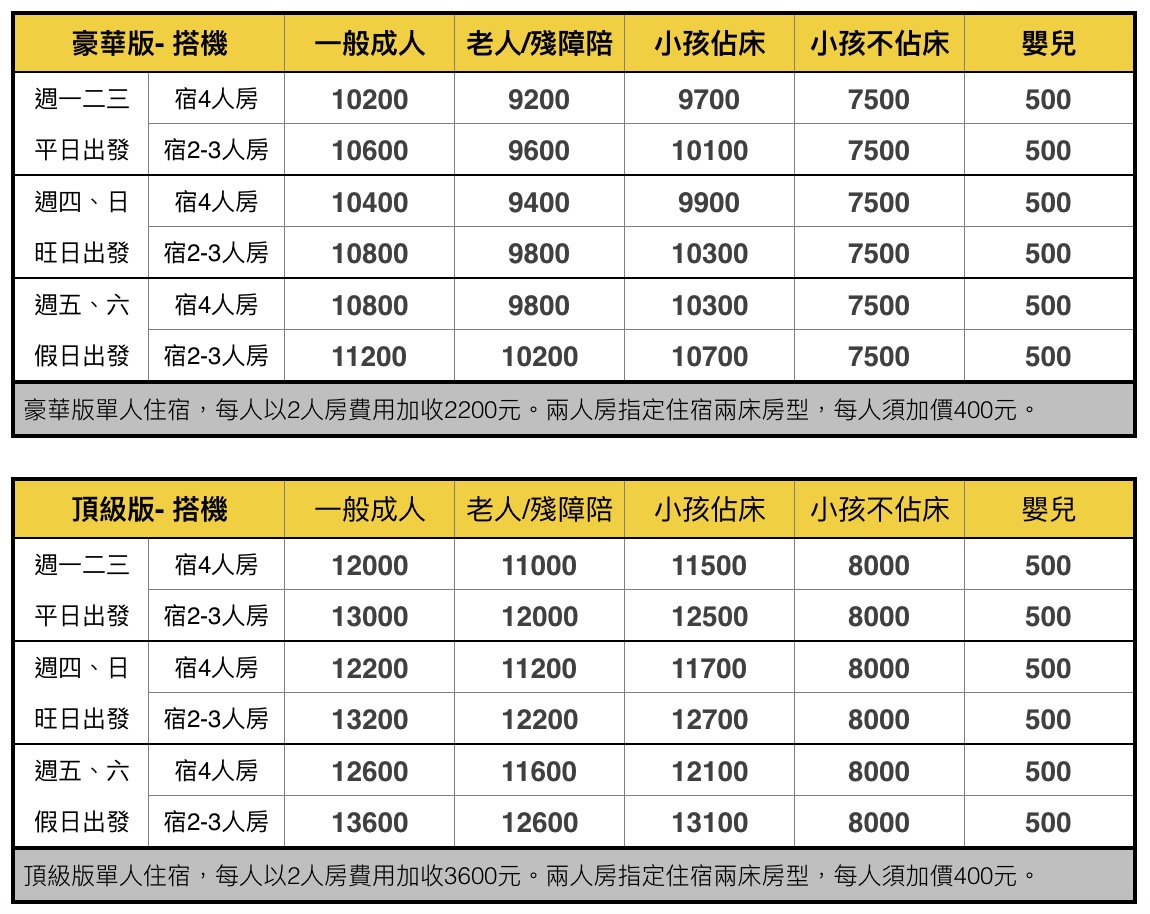 豪華版- 搭機 一般成人 老人/殘障陪 小孩佔床 小孩不佔床 嬰兒
週一二三 宿4人房 10200 9200 9700 7500 500
平日出發 宿2-3人房 10600 9600 10100 7500 500
週四、日 宿4人房 10400 9400 9900 7500 500
旺日出發 宿2-3人房 10800 9800 10300 7500 500
週五、六 宿4人房 10800 9800 10300 7500 500
假日出發 宿2-3人房 11200 10200 10700 7500 500
豪華版單人住宿，每人以2人房費用加收2200元。兩人房指定住宿兩床房型，每人須加價400元。
頂級版- 搭機 一般成人 老人/殘障陪 小孩佔床 小孩不佔床 嬰兒
週一二三 宿4人房 12000 11000 11500 8000 500
平日出發 宿2-3人房 13000 12000 12500 8000 500
週四、日 宿4人房 12200 11200 11700 8000 500
旺日出發 宿2-3人房 13200 12200 12700 8000 500
週五、六 宿4人房 12600 11600 12100 8000 500
假日出發 宿2-3人房 13600 12600 13100 8000 500
頂級版單人住宿，每人以2人房費用加收3600元。兩人房指定住宿兩床房型，每人須加價400元。